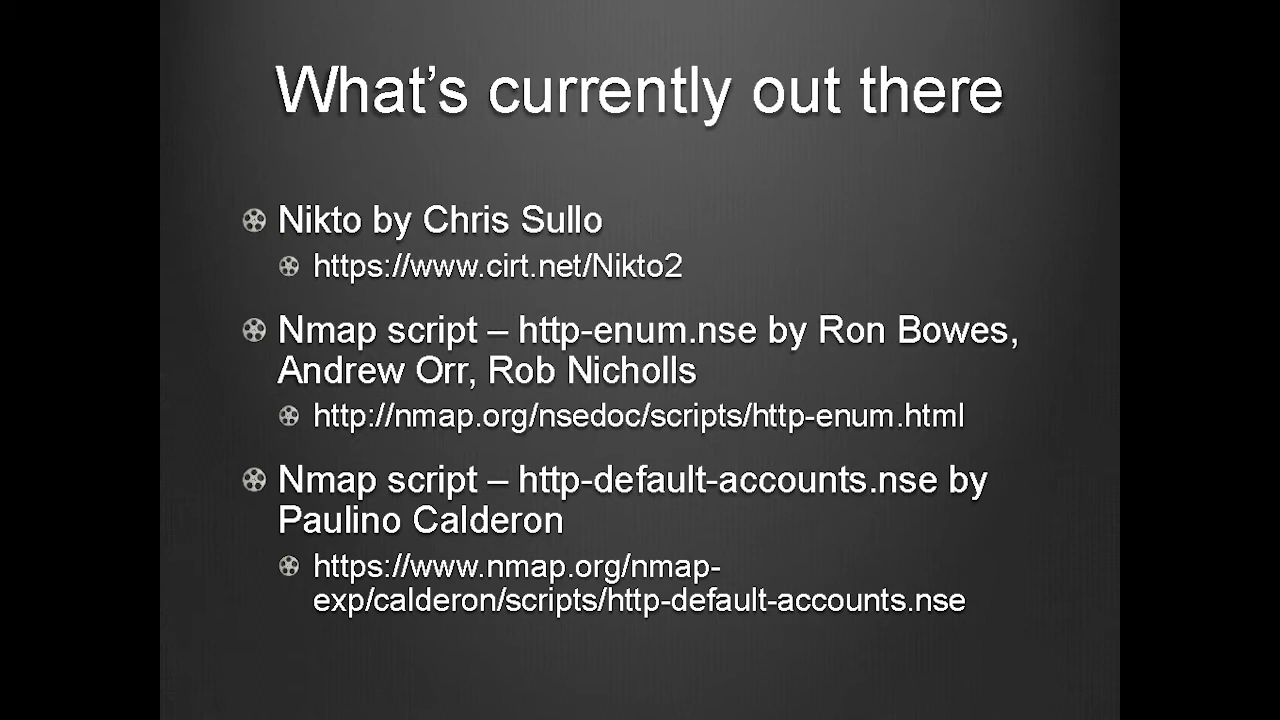 What's currently out there
Nikto by Chris Sullo
https://www.cirt.net/Nikto2
Nmap script – http-enum.nse by Ron Bowes,
Andrew Orr, Rob Nicholls
http://nmap.org/nsedoc/scripts/http-enum.html
Nmap script – http-default-accounts.nse by
Paulino Calderon
https://www.nmap.org/nmap-
exp/calderon/scripts/http-default-accounts.nse